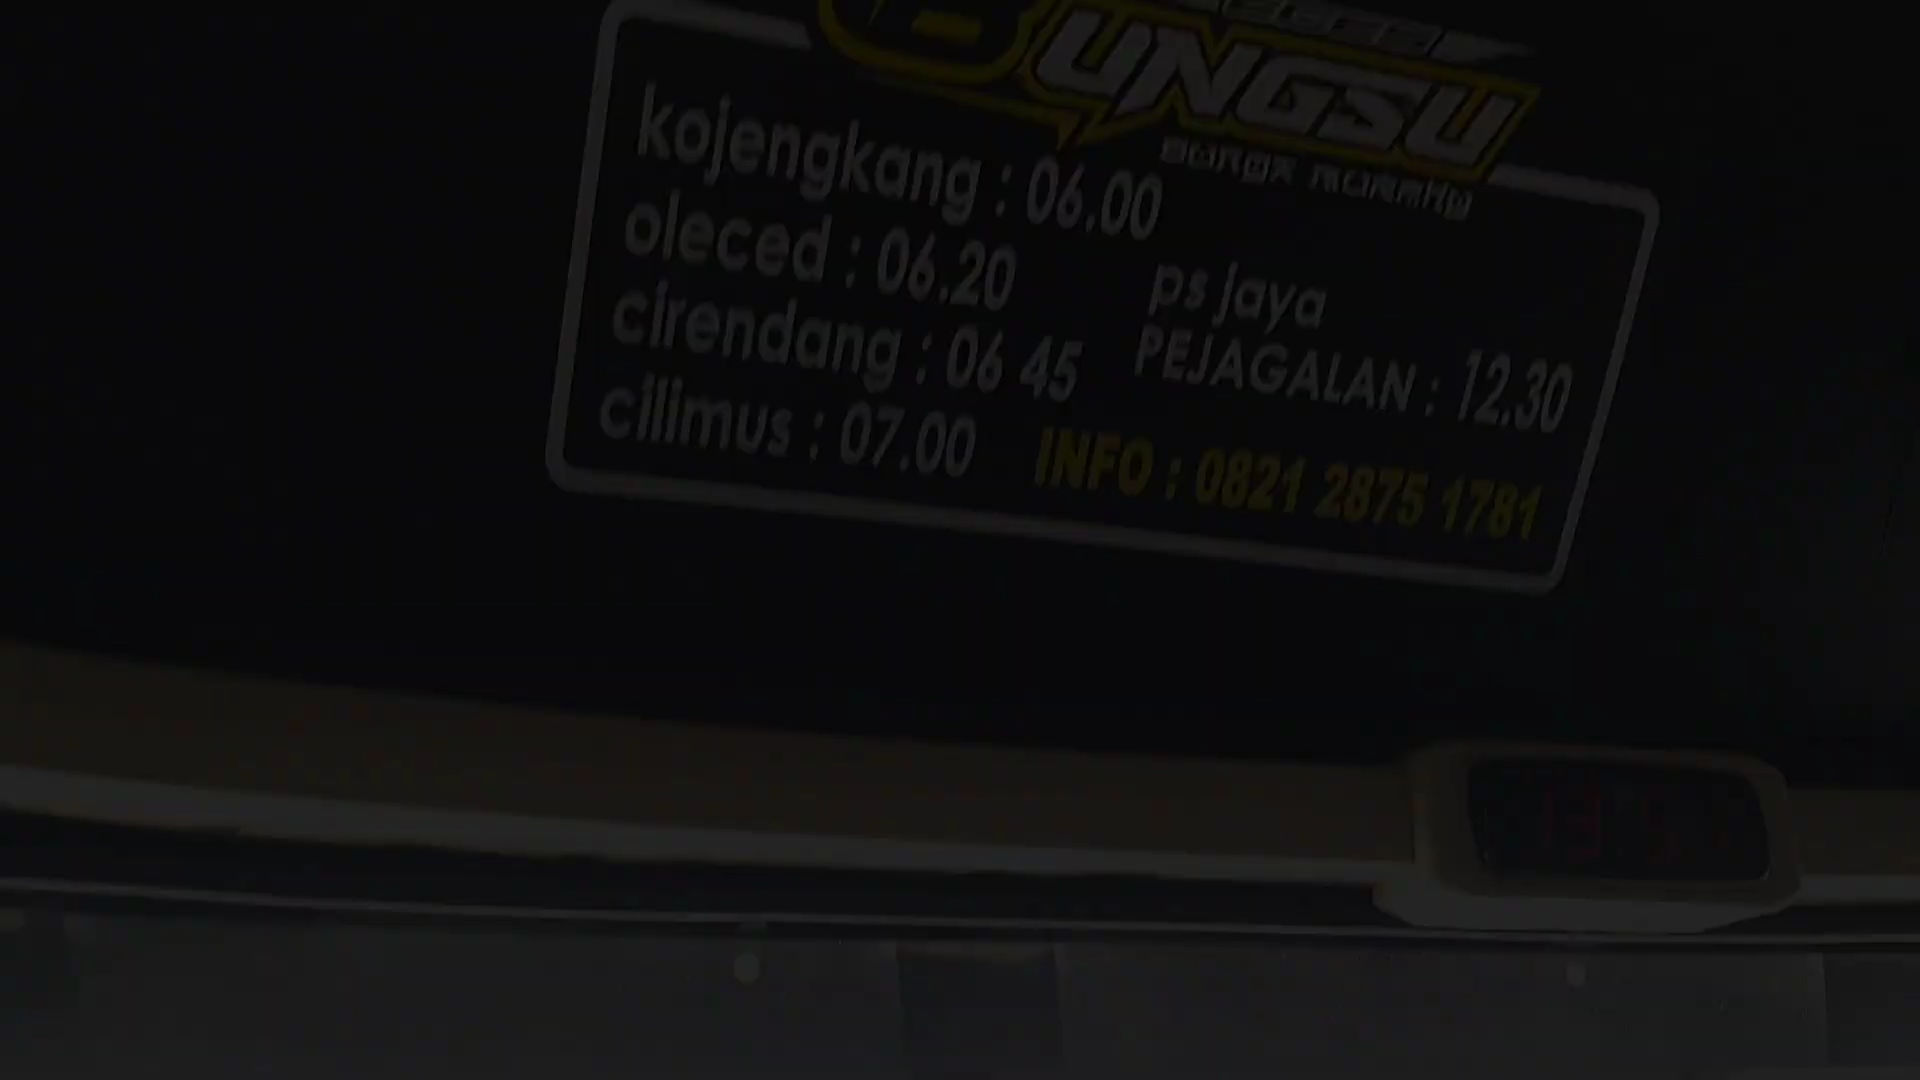 BUNGSU
kojengkang : 06.00
oleced : 06.20
cirendang : 06 45
cilimus : 07.00
ps jaya
PEJAGALAN : 12.30
INFO : 0821 2875 1781